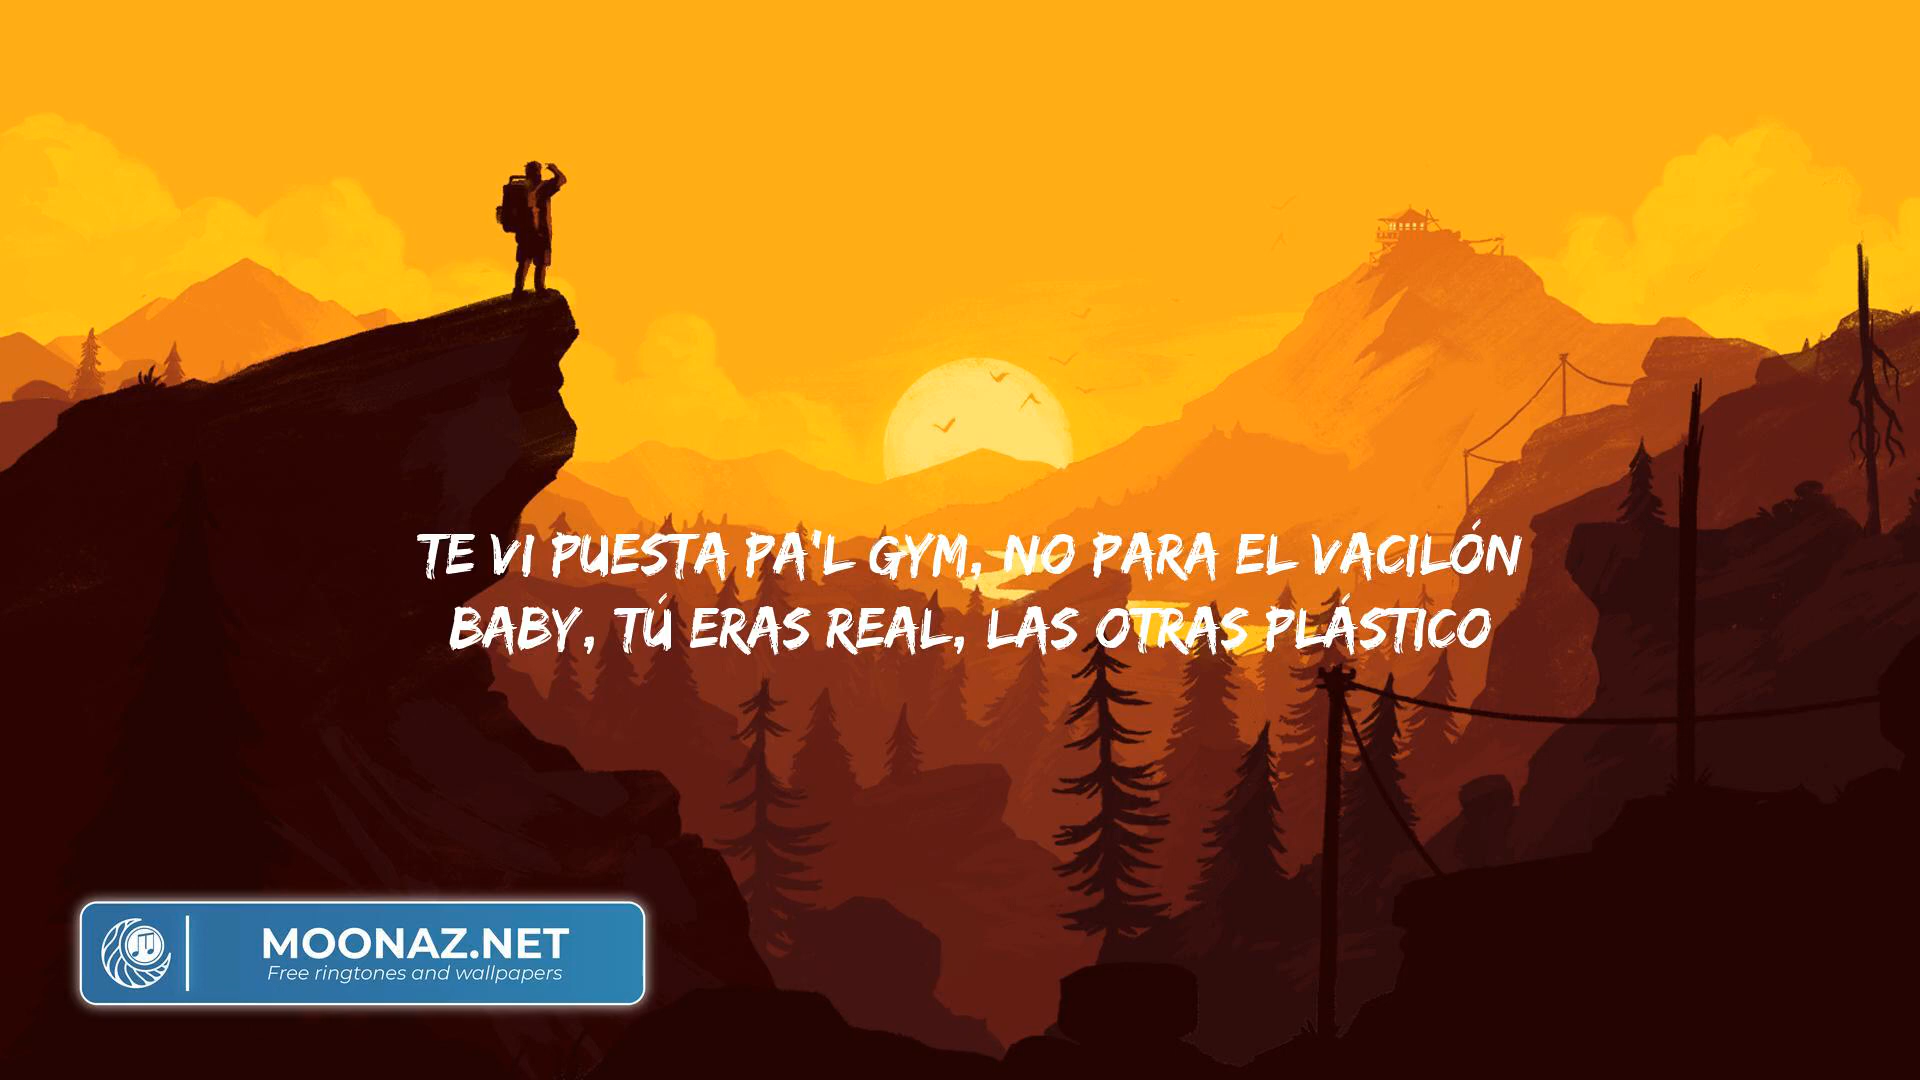 TE VI PUESTA PA'L GYM, NO PARA EL VACILÓN
BABY, TÚ ERAS REAL, LAS OTRAS PLÁSTICO
MOONAZ.NET
Free ringtones and wallpapers